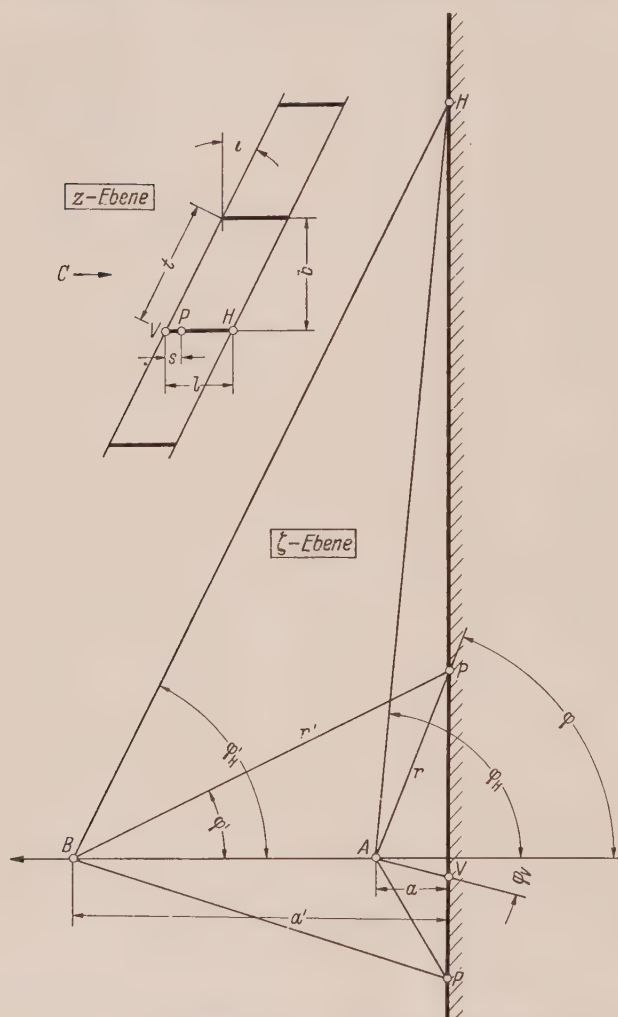 H
ι
z-Ebene
t
b
C
V
P
H
s
l
ζ-Ebene
P
φ'H
r'
φ
r
φH
φ'
B
A
V
a
φV
a'
P